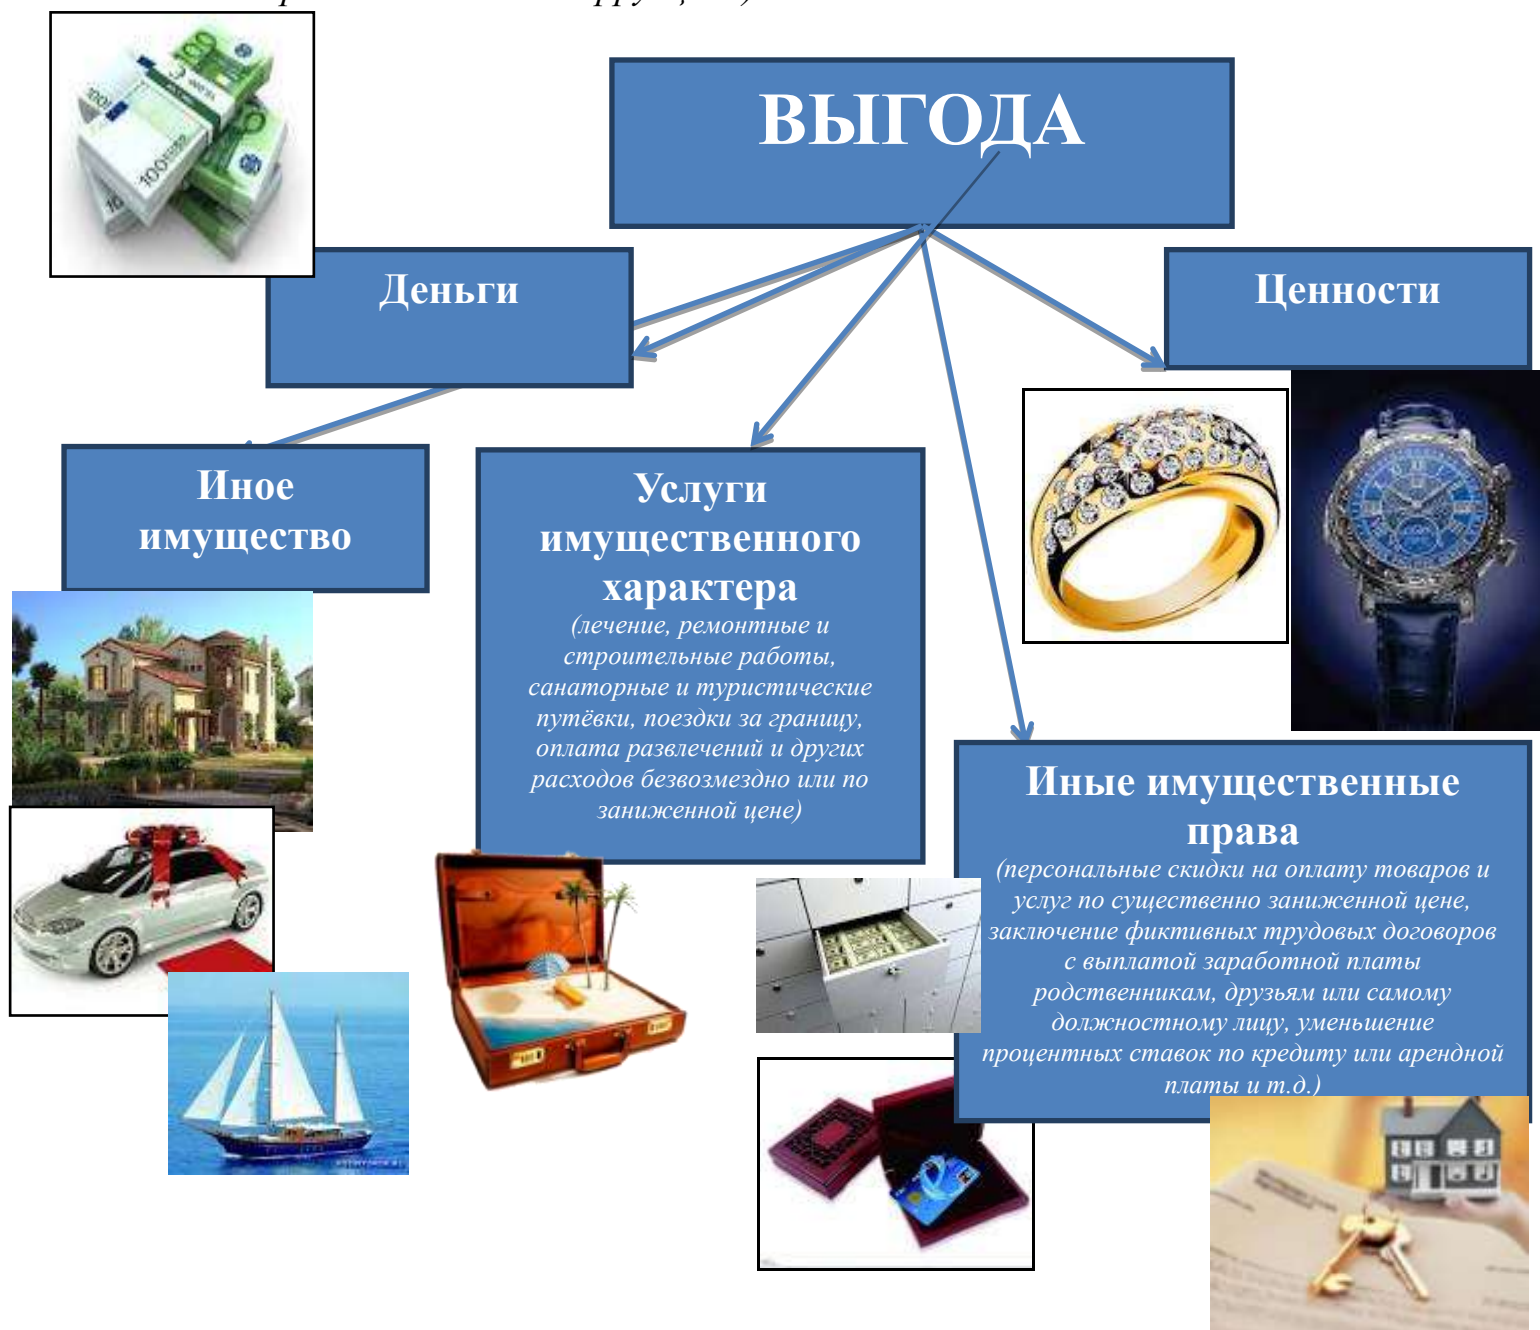 ВЫГОДА
Деньги
Ценности
Иное
имущество
Услуги
имущественного
характера
(лечение, ремонтные и
строительные работы,
санаторные и туристические
путёвки, поездки за границу,
оплата развлечений и других
расходов безвозмездно или по
заниженной цене)
Иные имущественные
права
(персональные скидки на оплату товаров и
услуг по существенно заниженной цене,
заключение фиктивных трудовых договоров
с выплатой заработной платы
родственникам, друзьям или самому
должностному лицу, уменьшение
процентных ставок по кредиту или арендной
платы и т.д.)
100
100
100